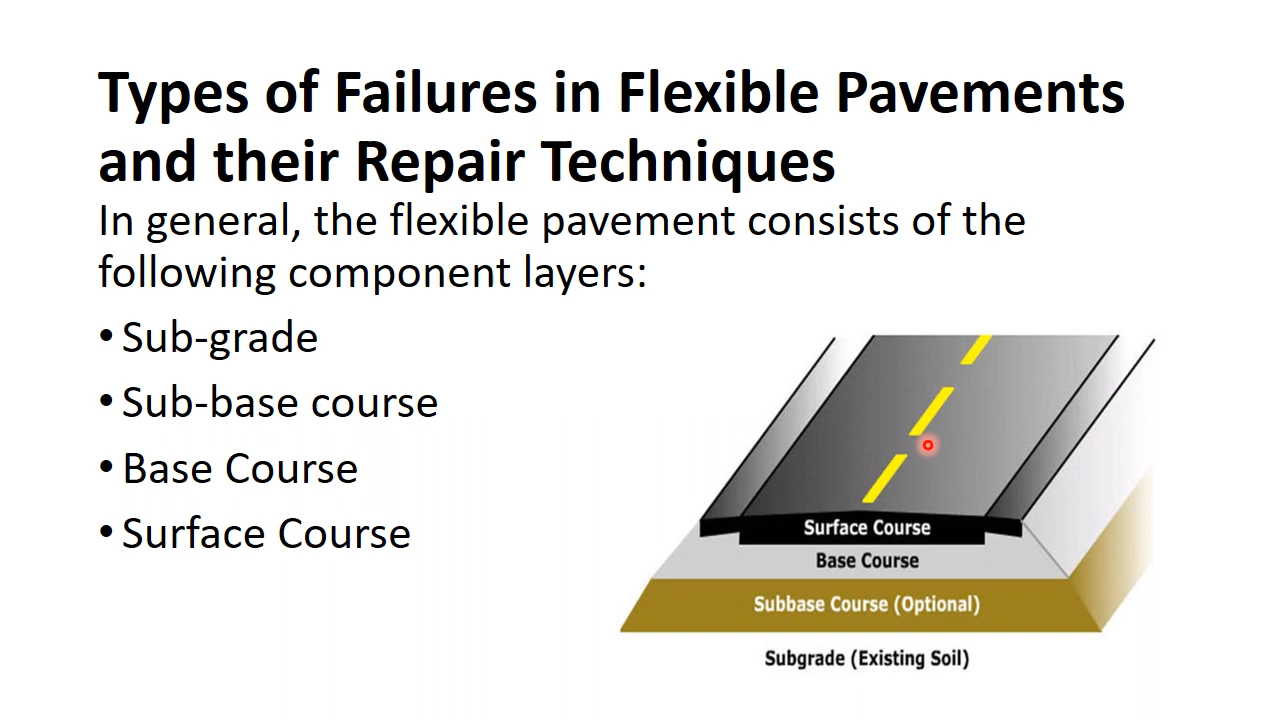 Types of Failures in Flexible Pavements
and their Repair Techniques
In general, the flexible pavement consists of the
following component layers:
• Sub-grade
• Sub-base course
• Base Course
• Surface Course
Surface Course
Base Course
Subbase Course (Optional)
Subgrade (Existing Soil)